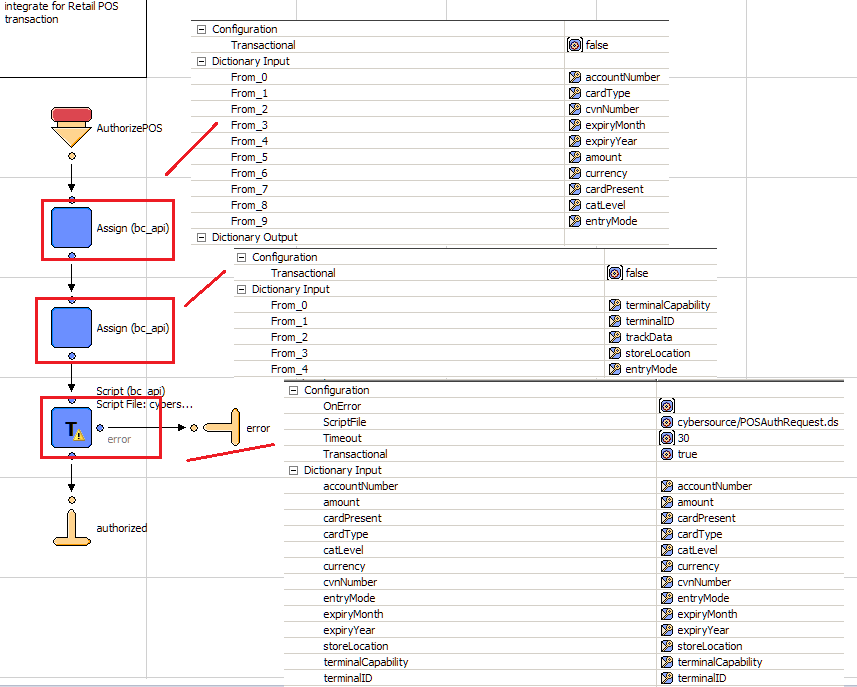 integrate for Retail POS
transaction
AuthorizePOS
Assign (bc_api)
Assign (bc_api)
Script (bc_api)
Script File: cybers...
error
error
authorized
Configuration
Transactional false
Dictionary Input
From_0 accountNumber
From_1 cardType
From_2 cvnNumber
From_3 expiryMonth
From_4 expiryYear
From_5 amount
From_6 currency
From_7 cardPresent
From_8 catLevel
From_9 entryMode
Dictionary Output
Configuration
Transactional false
Dictionary Input
From_0 terminalCapability
From_1 terminalID
From_2 trackData
From_3 storeLocation
From_4 entryMode
Configuration
OnError
ScriptFile cybersource/POSAuthRequest.ds
Timeout 30
Transactional true
Dictionary Input
accountNumber accountNumber
amount amount
cardPresent cardPresent
cardType cardType
catLevel catLevel
currency currency
cvnNumber cvnNumber
entryMode entryMode
expiryMonth expiryMonth
expiryYear expiryYear
storeLocation storeLocation
terminalCapability terminalCapability
terminalID terminalID
T